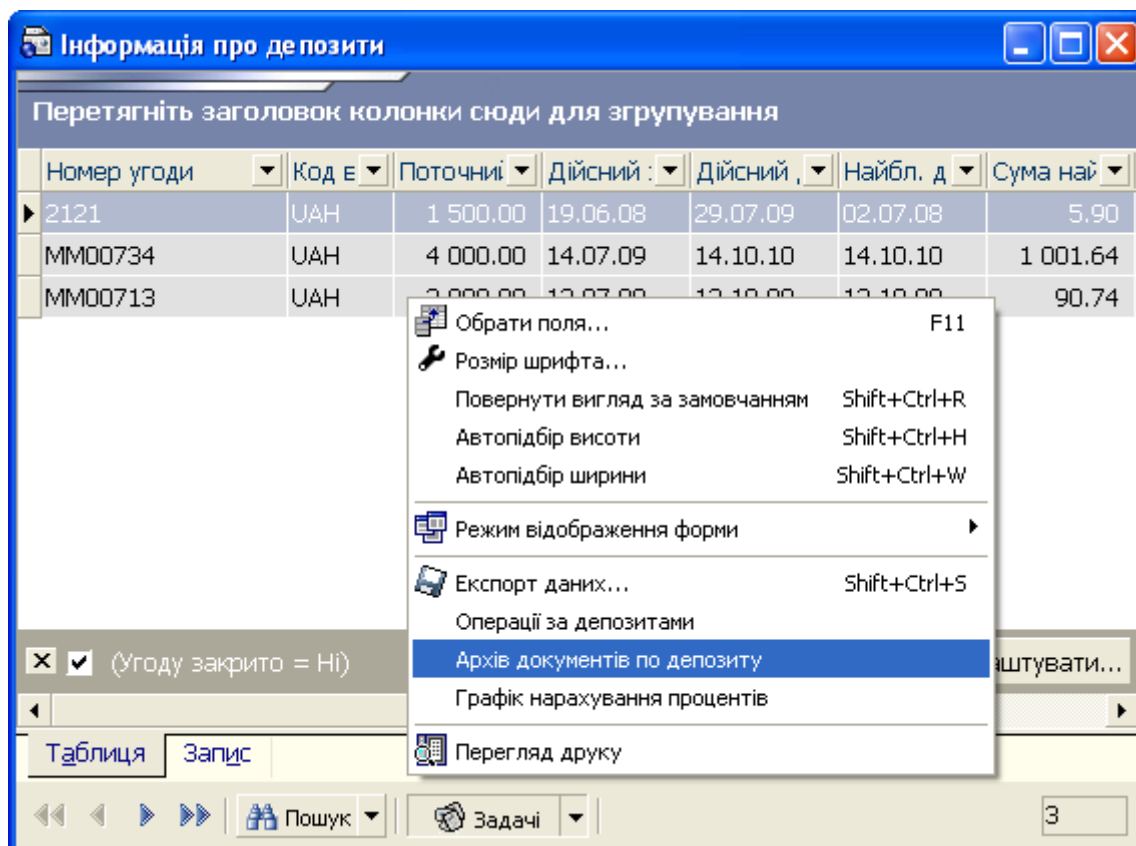 Інформація про депозити
Перетягніть заголовок колонки сюди для згрупування
Номер угоди Код Поточний Дійсний Дійсний Найбл. д Сума най
2121 UAH 1 500.00 19.06.08 29.07.09 02.07.08 5.90
MM00734 UAH 4 000.00 14.07.09 14.10.10 14.10.10 1 001.64
MM00713 UAH 90.74
Обрати поля... F11
Розмір шрифта...
Повернути вигляд за замовчанням Shift+Ctrl+R
Автопідбір висоти Shift+Ctrl+H
Автопідбір ширини Shift+Ctrl+W
Режим відображення форми
Експорт даних... Shift+Ctrl+S
Операції за депозитами
(Угоду закрито = Ні) Архів документів по депозиту аштувати...
Графік нарахування процентів
Таблиця Запис Перегляд друку
Пошук Задачі 3